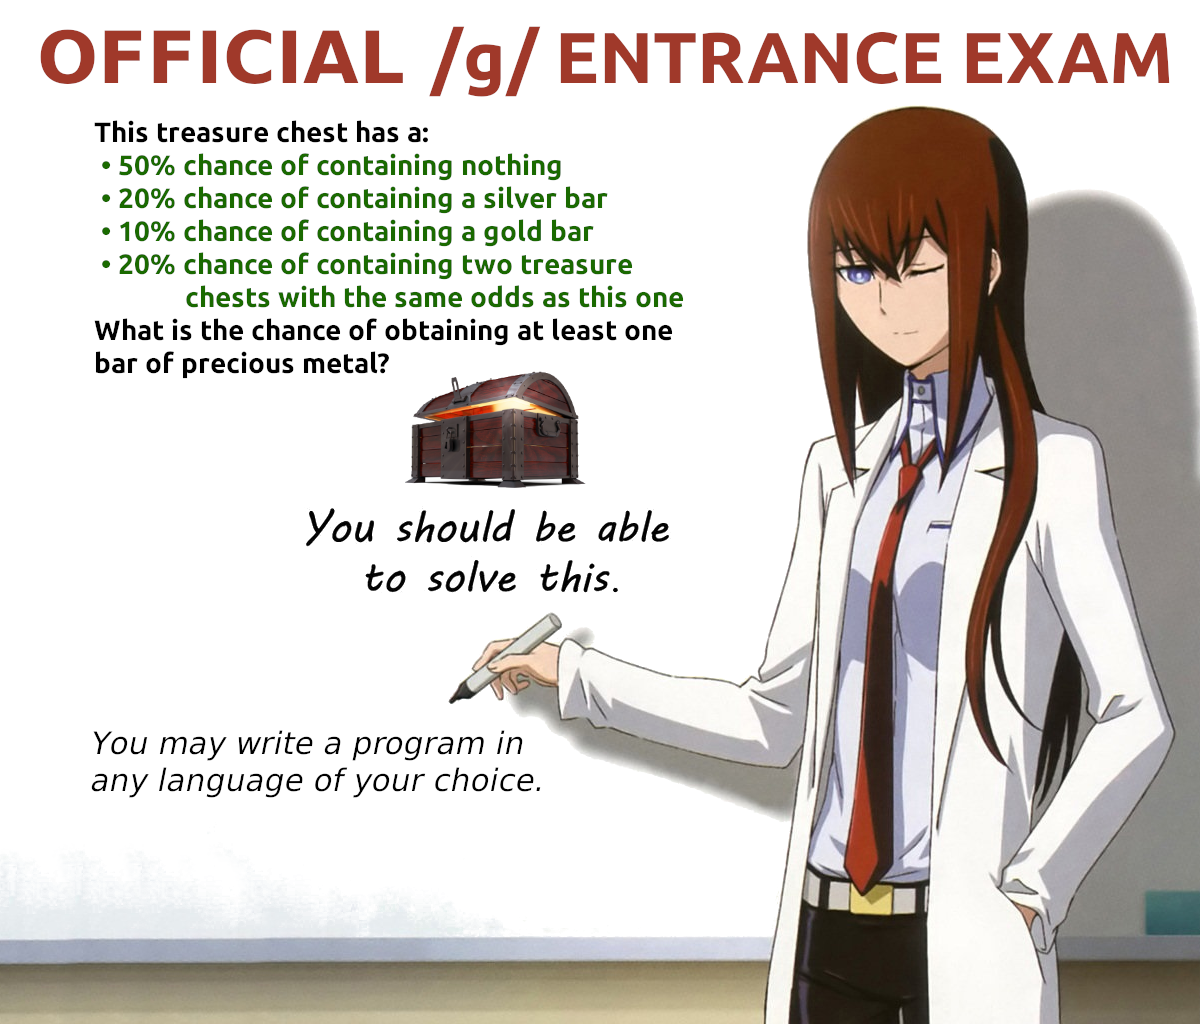 OFFICIAL /g/ ENTRANCE EXAM
This treasure chest has a:
• 50% chance of containing nothing
• 20% chance of containing a silver bar
• 10% chance of containing a gold bar
• 20% chance of containing two treasure
chests with the same odds as this one
What is the chance of obtaining at least one
bar of precious metal?
You should be able
to solve this.
You may write a program in
any language of your choice.